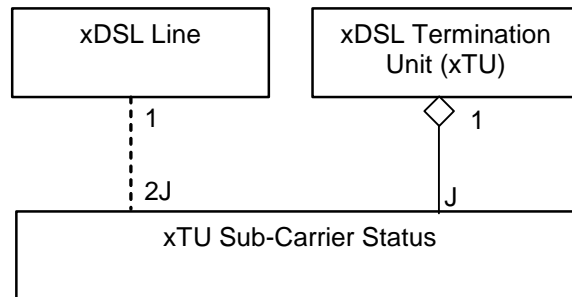 xDSL Line
xDSL Termination
Unit (xTU)
1
1
2J
J
xTU Sub-Carrier Status